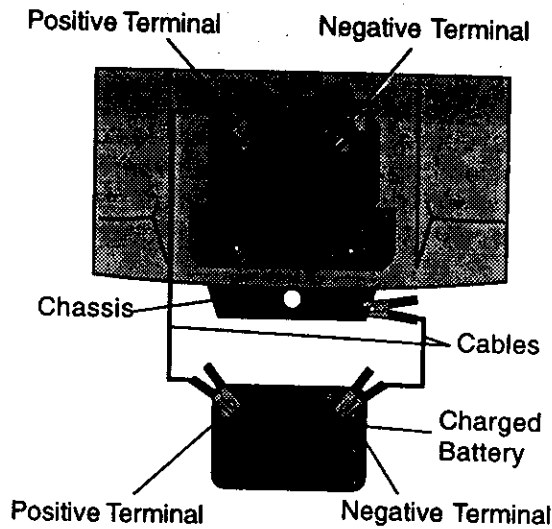 Positive Terminal
Negative Terminal
Chassis
Cables
Charged
Battery
Positive Terminal
Negative Terminal